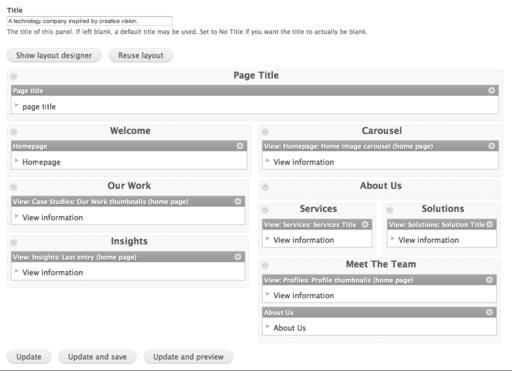 Title
A technology company inspired by creative vision.
The title of this panel. If left blank, a default title may be used. Set to No Title if you want the title to actually be blank.
Show layout designer
Reuse layout
Page Title
Page title
page title
Welcome
Homepage
Homepage
Carousel
View: Homepage: Home image carousel (home page)
View information
Our Work
View: Case Studies: Our Work thumbnails (home page)
View information
About Us
Services
View: Services: Services Title
View information
Solutions
View: Solutions: Solution Title
View information
Insights
View: Insights: Last entry (home page)
View information
Meet The Team
View: Profiles: Profile thumbnails (home page)
View information
About Us
About Us
Update
Update and save
Update and preview